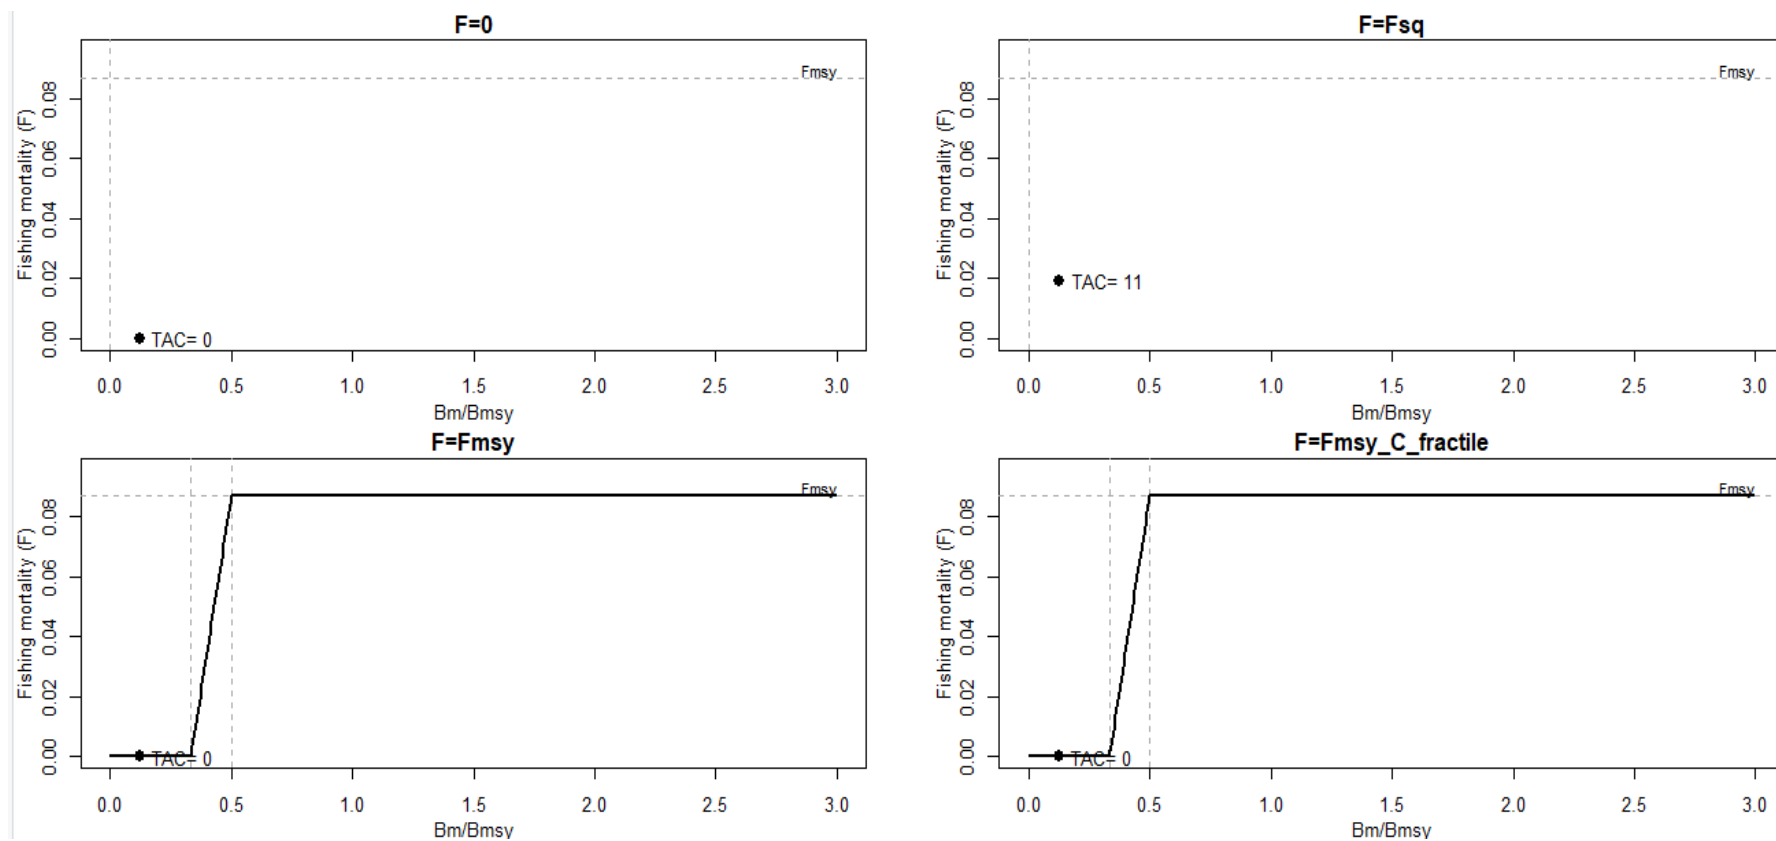 F=0
Fmsy
Fishing mortality (F)
0.00 0.02 0.04 0.06 0.08
TAC= 0
0.0 0.5 1.0 1.5 2.0 2.5 3.0
Bm/Bmsy
F=Fsq
Fmsy
Fishing mortality (F)
0.00 0.02 0.04 0.06 0.08
TAC= 11
0.0 0.5 1.0 1.5 2.0 2.5 3.0
Bm/Bmsy
F=Fmsy
Fmsy
Fishing mortality (F)
0.00 0.02 0.04 0.06 0.08
TAC= 0
0.0 0.5 1.0 1.5 2.0 2.5 3.0
Bm/Bmsy
F=Fmsy_C_fractile
Fmsy
Fishing mortality (F)
0.00 0.02 0.04 0.06 0.08
TAC= 0
0.0 0.5 1.0 1.5 2.0 2.5 3.0
Bm/Bmsy